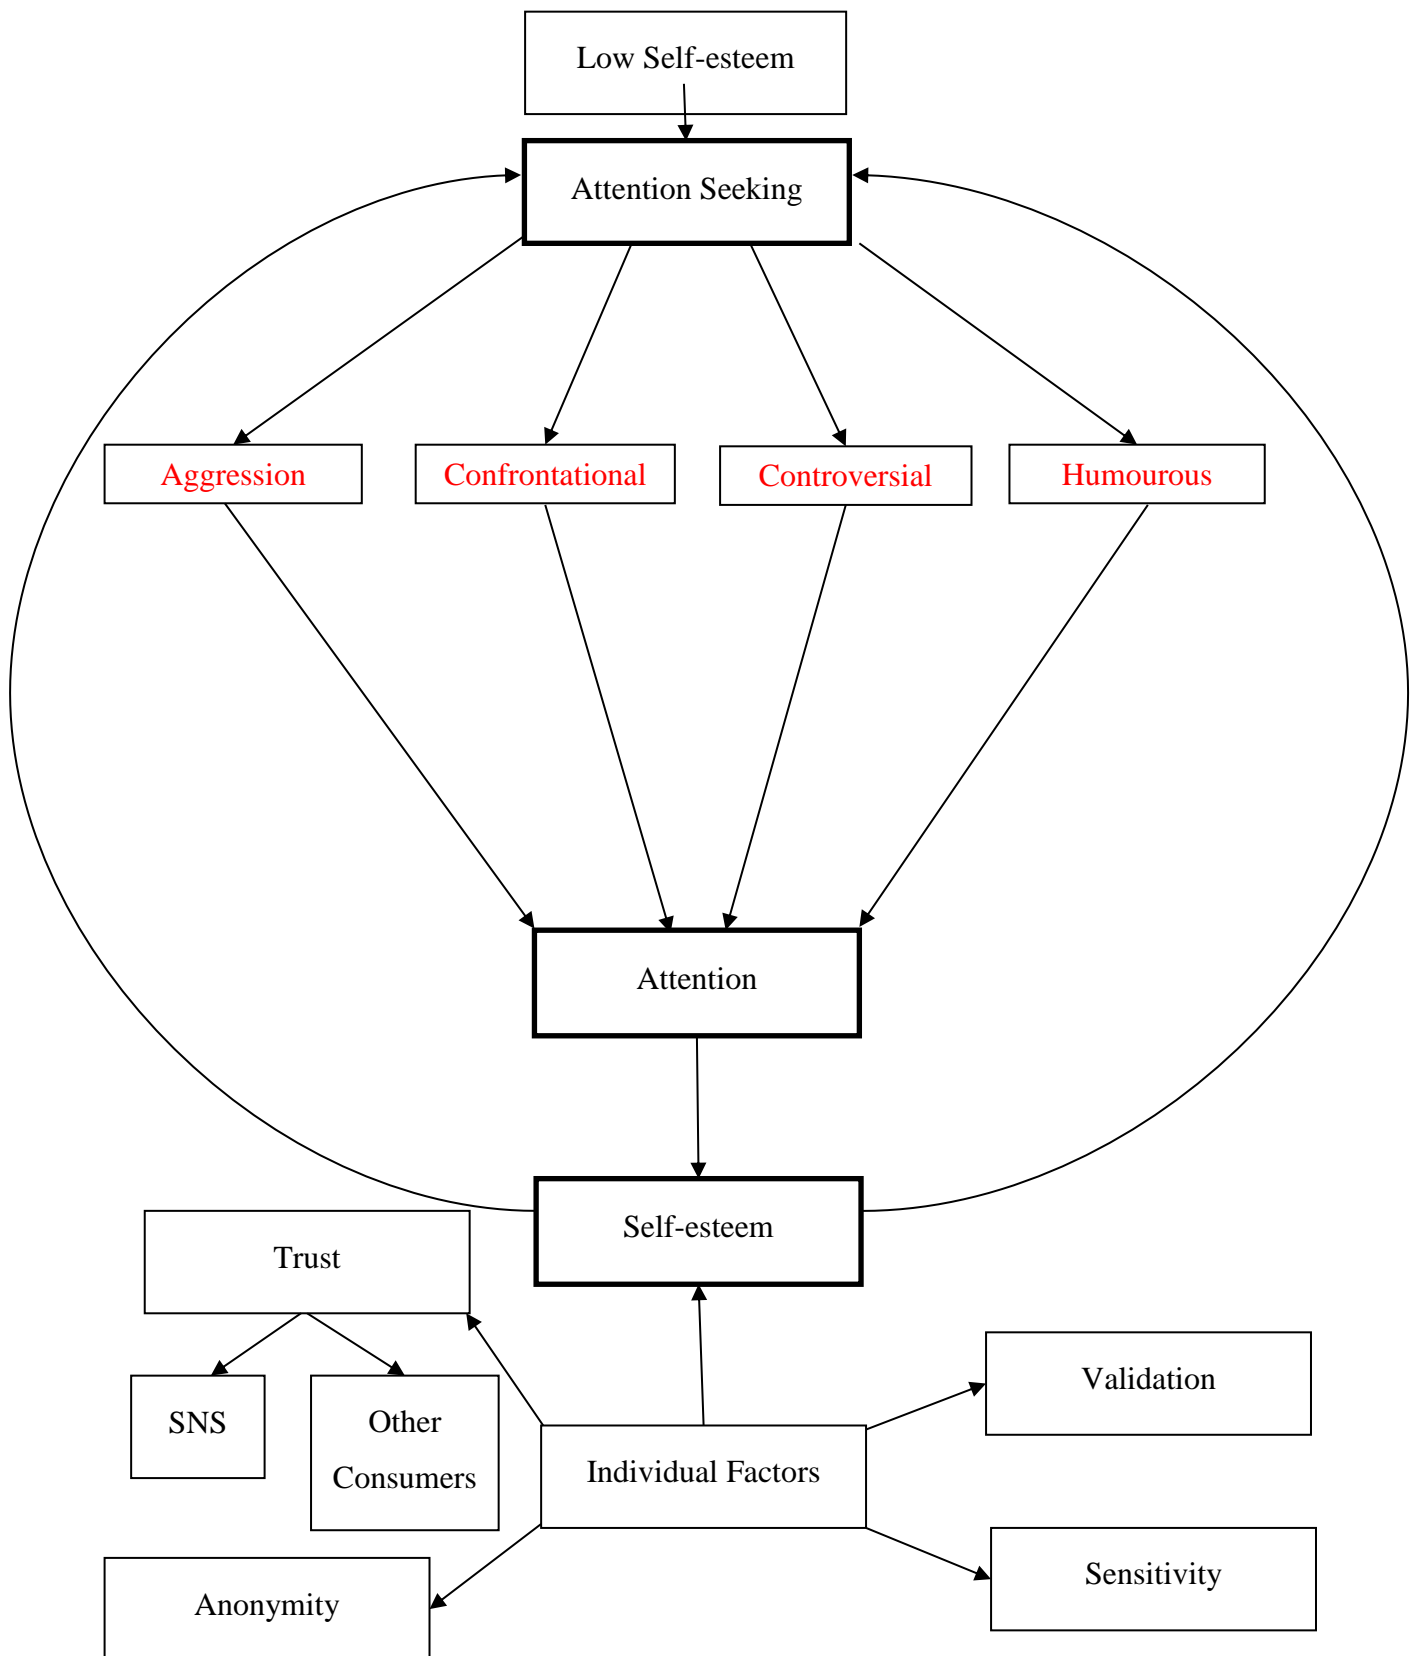 Low Self-esteem
Attention Seeking
Aggression
Confrontational
Controversial
Humourous
Attention
Self-esteem
Trust
SNS
Other
Consumers
Individual Factors
Validation
Sensitivity
Anonymity